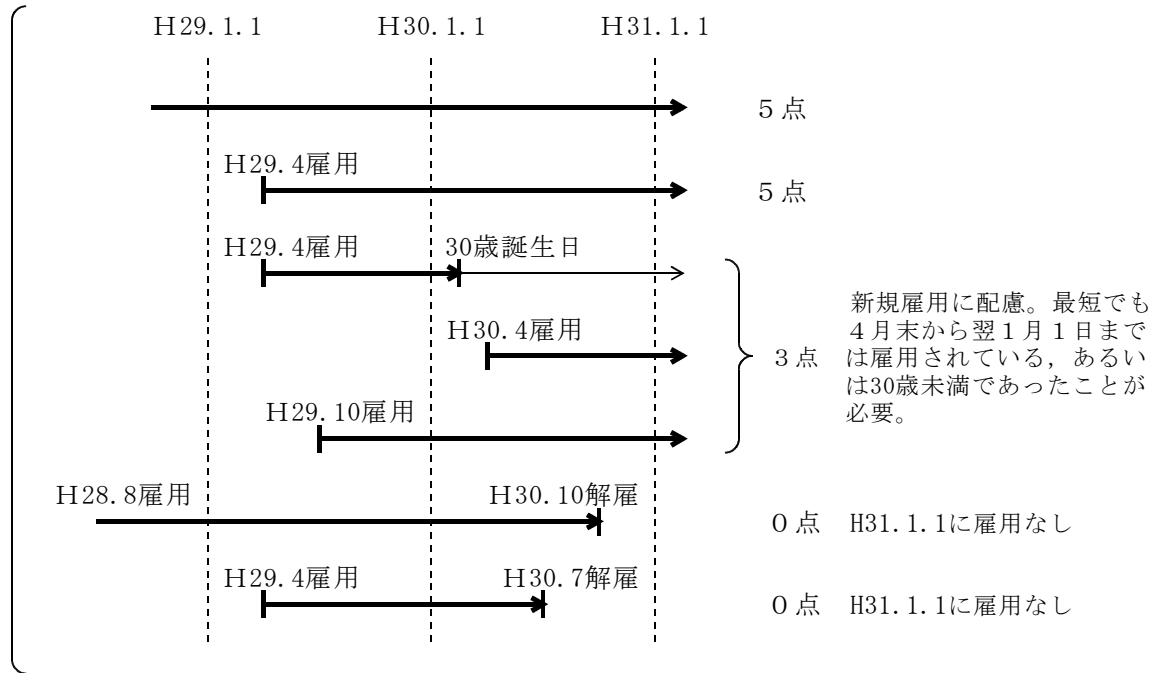 H29.1.1 H30.1.1 H31.1.1
5点
H29.4雇用
5点
H29.4雇用 30歳誕生日
H30.4雇用
H29.10雇用
3点
新規雇用に配慮。最短でも
4月末から翌1月1日まで
は雇用されている,あるい
は30歳未満であったことが
必要。
H28.8雇用 H30.10解雇
0点 H31.1.1に雇用なし
H29.4雇用 H30.7解雇
0点 H31.1.1に雇用なし